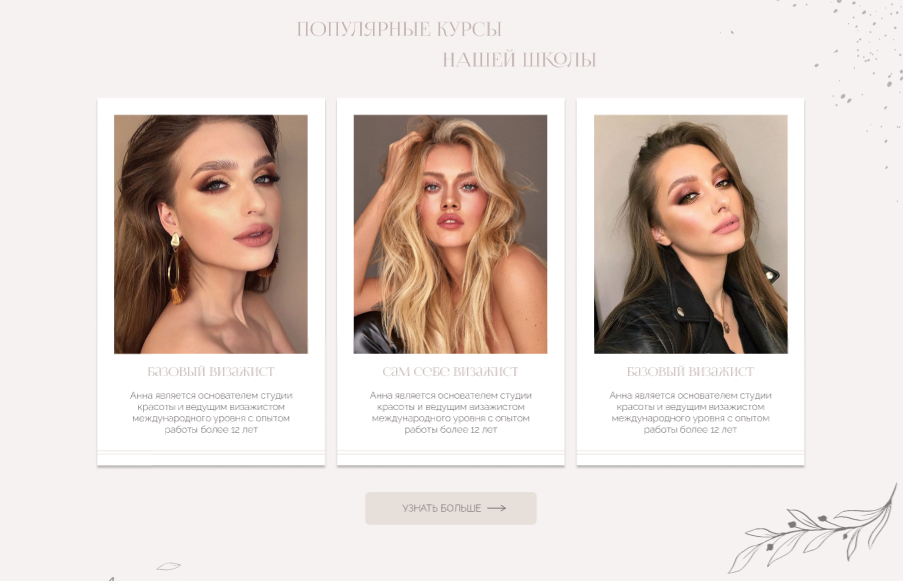 ПОПУЛЯРНЫЕ КУРСЫ
НАШЕЙ ШКОЛЫ
базовый визажист
Анна является основателем студии
красоты и ведущим визажистом
международного уровня с опытом
работы более 12 лет
сам себе визажист
Анна является основателем студии
красоты и ведущим визажистом
международного уровня с опытом
работы более 12 лет
базовый визажист
Анна является основателем студии
красоты и ведущим визажистом
международного уровня с опытом
работы более 12 лет
УЗНАТЬ БОЛЬШЕ